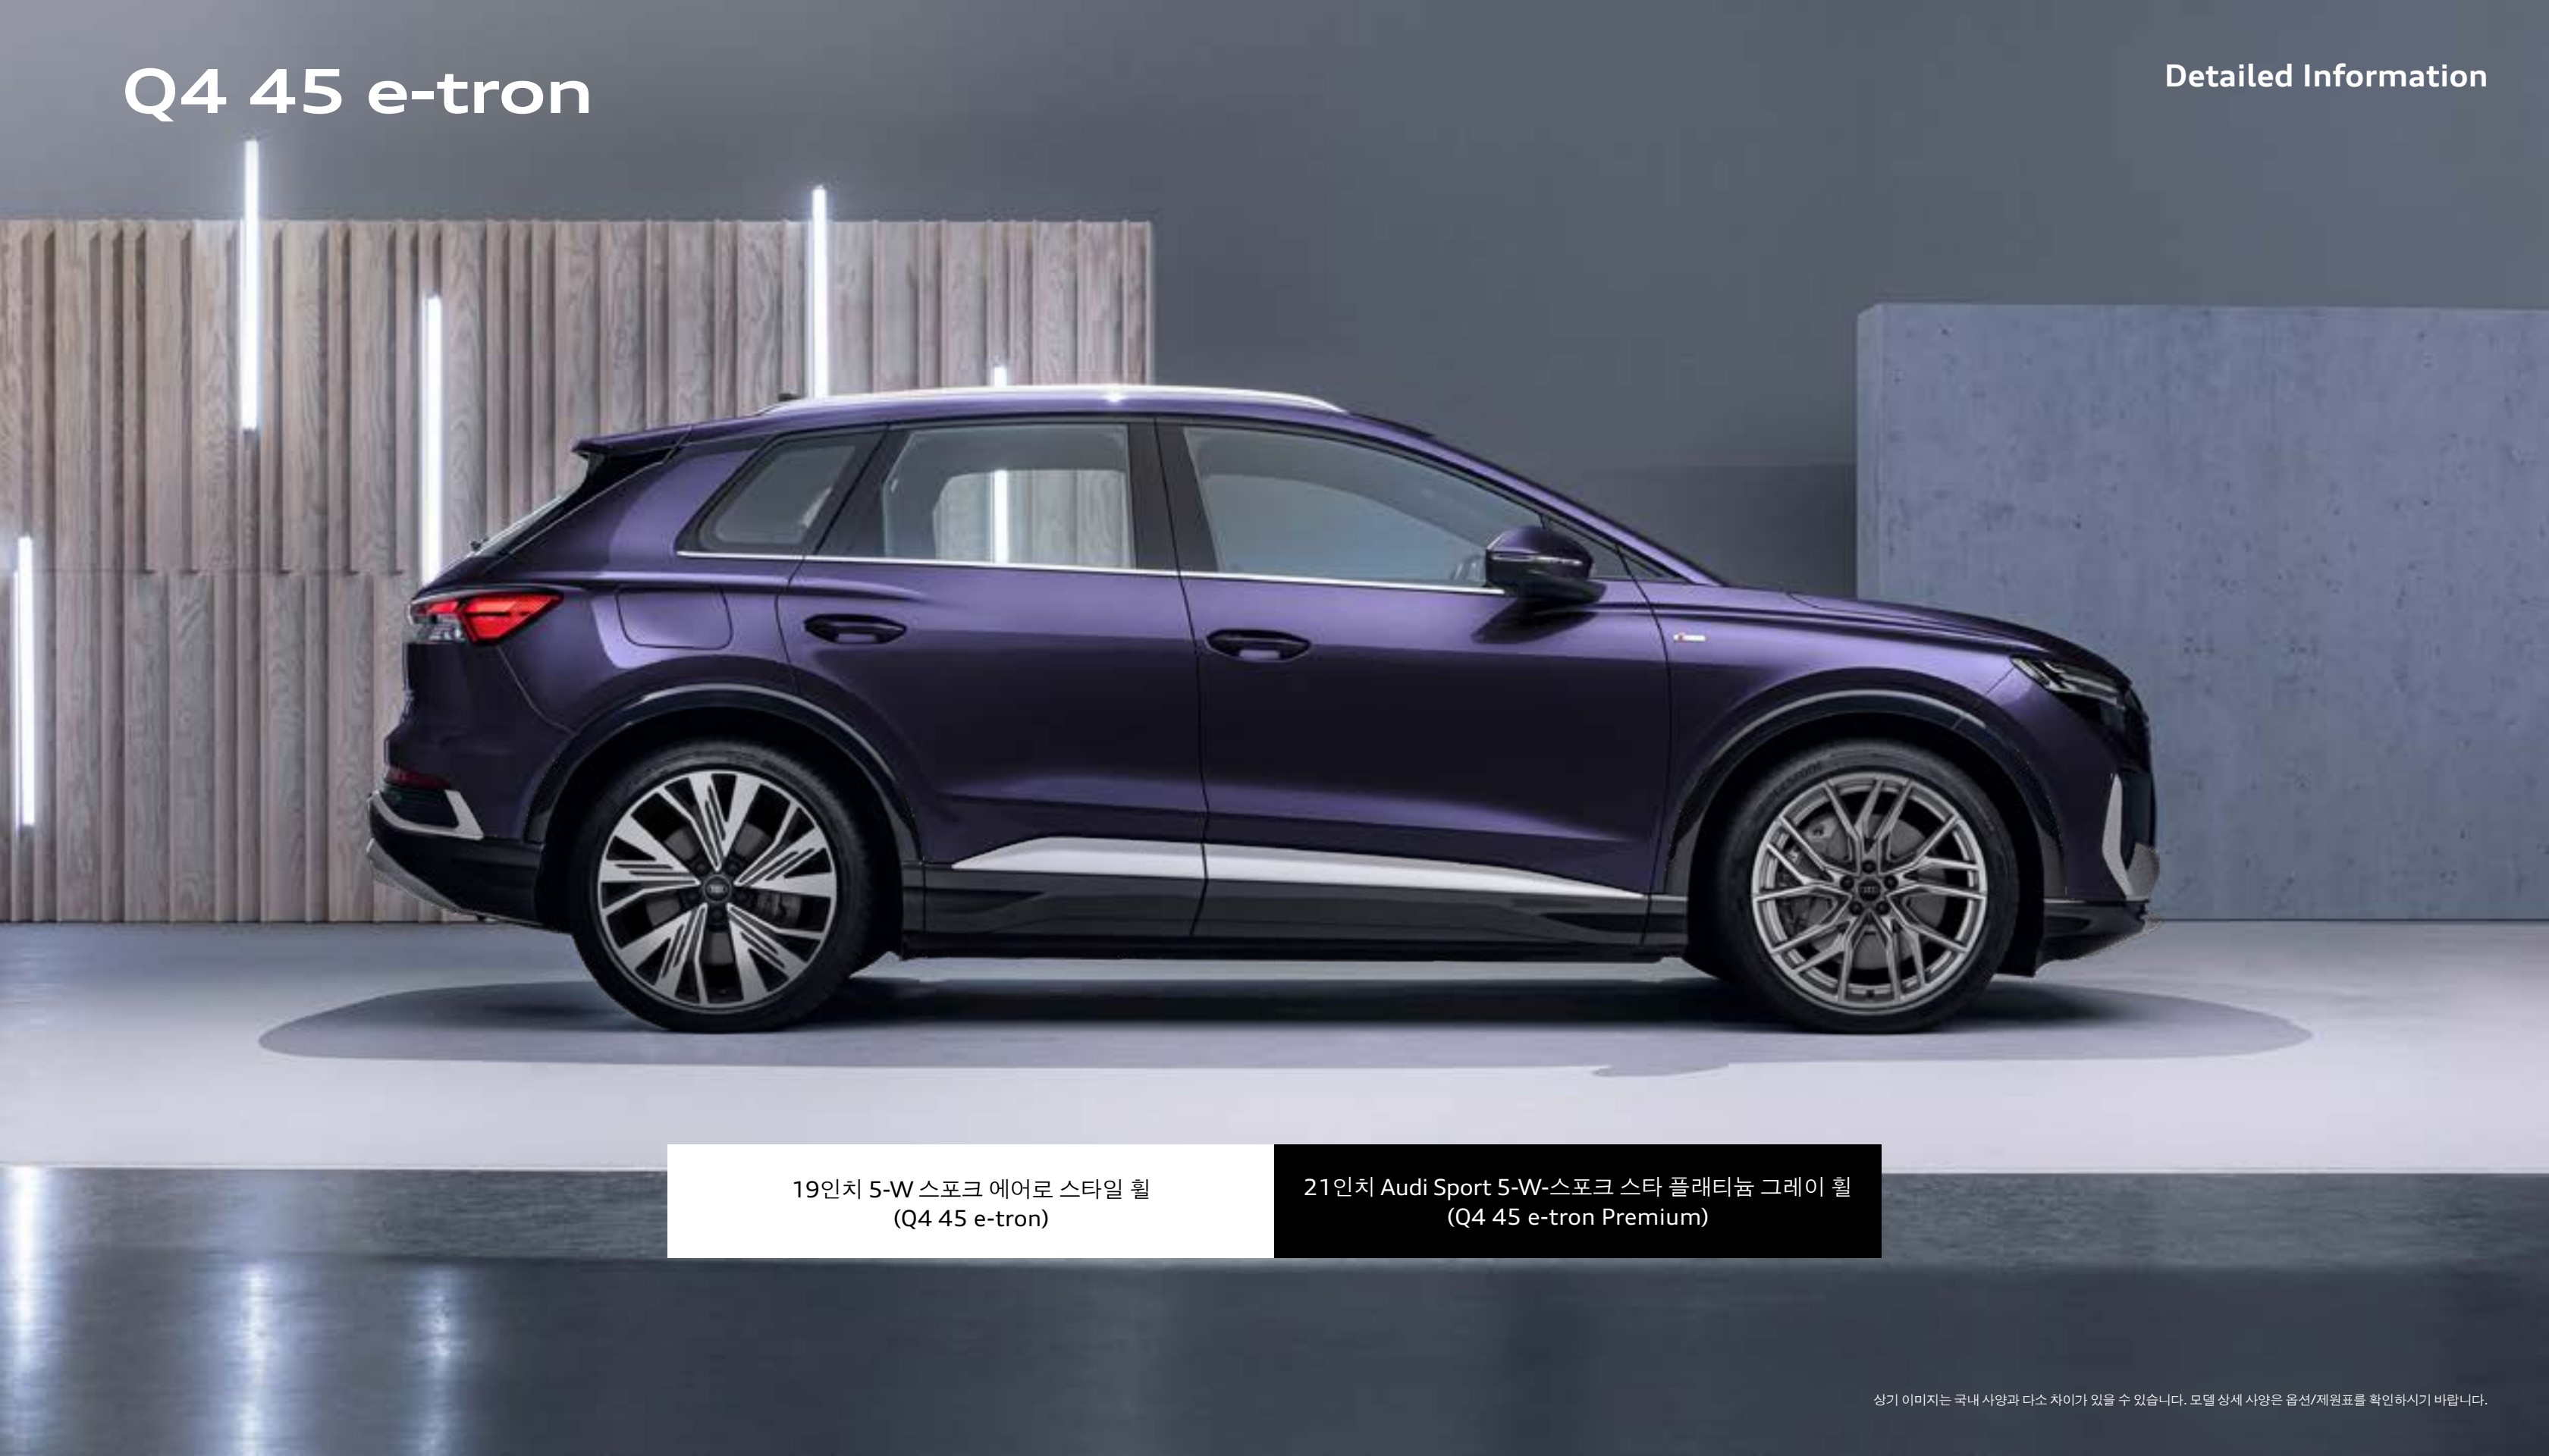 Q4 45 e-tron
Detailed Information
19인치 5-W 스포크 에어로 스타일 휠
(Q4 45 e-tron)
21인치 Audi Sport 5-W-스포크 스타 플래티늄 그레이 휠
(Q4 45 e-tron Premium)
상기 이미지는 국내 사양과 다소 차이가 있을 수 있습니다. 모델 상세 사양은 옵션/제원표를 확인하시기 바랍니다.